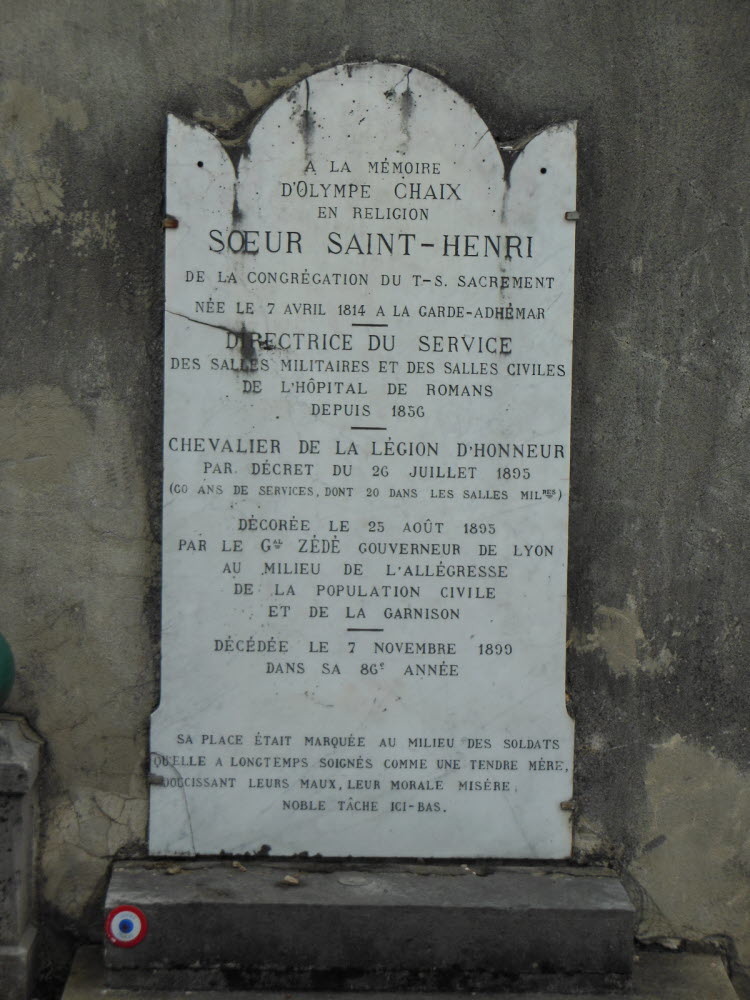 A LA MÉMOIRE
D'OLYMPE CHAIX
EN RELIGION
SŒUR SAINT-HENRI
DE LA CONGRÉGATION DU T-S. SACREMENT
NÉE LE 7 AVRIL 1814 A LA GARDE-ADHÉMAR
DIRECTRICE DU SERVICE
DES SALLES MILITAIRES ET DES SALLES CIVILES
DE L'HÔPITAL DE ROMANS
DEPUIS 1856
CHEVALIER DE LA LÉGION D'HONNEUR
PAR DÉCRET DU 26 JUILLET 1895
(60 ANS DE SERVICES, DONT 20 DANS LES SALLES MILRES)
DÉCORÉE LE 25 AOÛT 1895
PAR LE GAL ZÉDÉ GOUVERNEUR DE LYON
AU MILIEU DE L'ALLÉGRESSE
DE LA POPULATION CIVILE
ET DE LA GARNISON
DÉCÉDÉE LE 7 NOVEMBRE 1899
DANS SA 86E ANNÉE
SA PLACE ÉTAIT MARQUÉE AU MILIEU DES SOLDATS
QU'ELLE A LONGTEMPS SOIGNÉS COMME UNE TENDRE MÈRE,
ADOUCISSANT LEURS MAUX, LEUR MORALE MISÈRE,
NOBLE TÂCHE ICI-BAS.